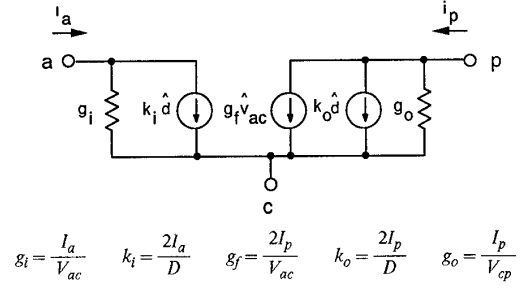 i_a i_p
a p
g_i k_i d̂ g_f v̂_ac k_o d̂ g_o
c
g_i = I_a / V_ac k_i = 2I_a / D g_f = 2I_p / V_ac k_o = 2I_p / D g_o = I_p / V_cp